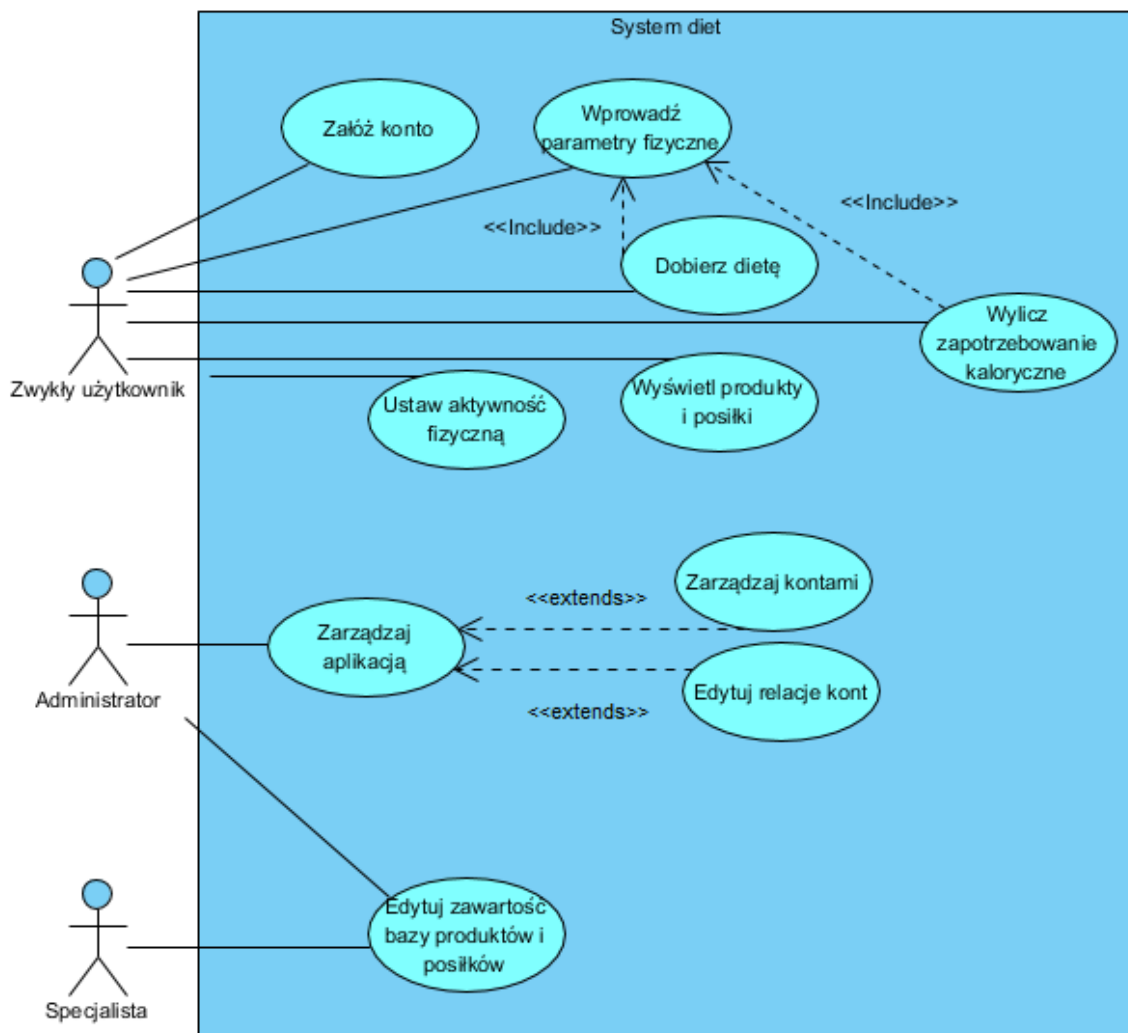 System diet
Załóż konto
Wprowadź
parametry fizyczne
<<Include>>
<<Include>>
Dobierz dietę
Wylicz
zapotrzebowanie
kaloryczne
Zwykły użytkownik
Wyświetl produkty
i posiłki
Ustaw aktywność
fizyczną
Zarządzaj kontami
<<extends>>
Zarządzaj
aplikacją
Administrator
Edytuj relacje kont
<<extends>>
Edytuj zawartość
bazy produktów i
posiłków
Specjalista